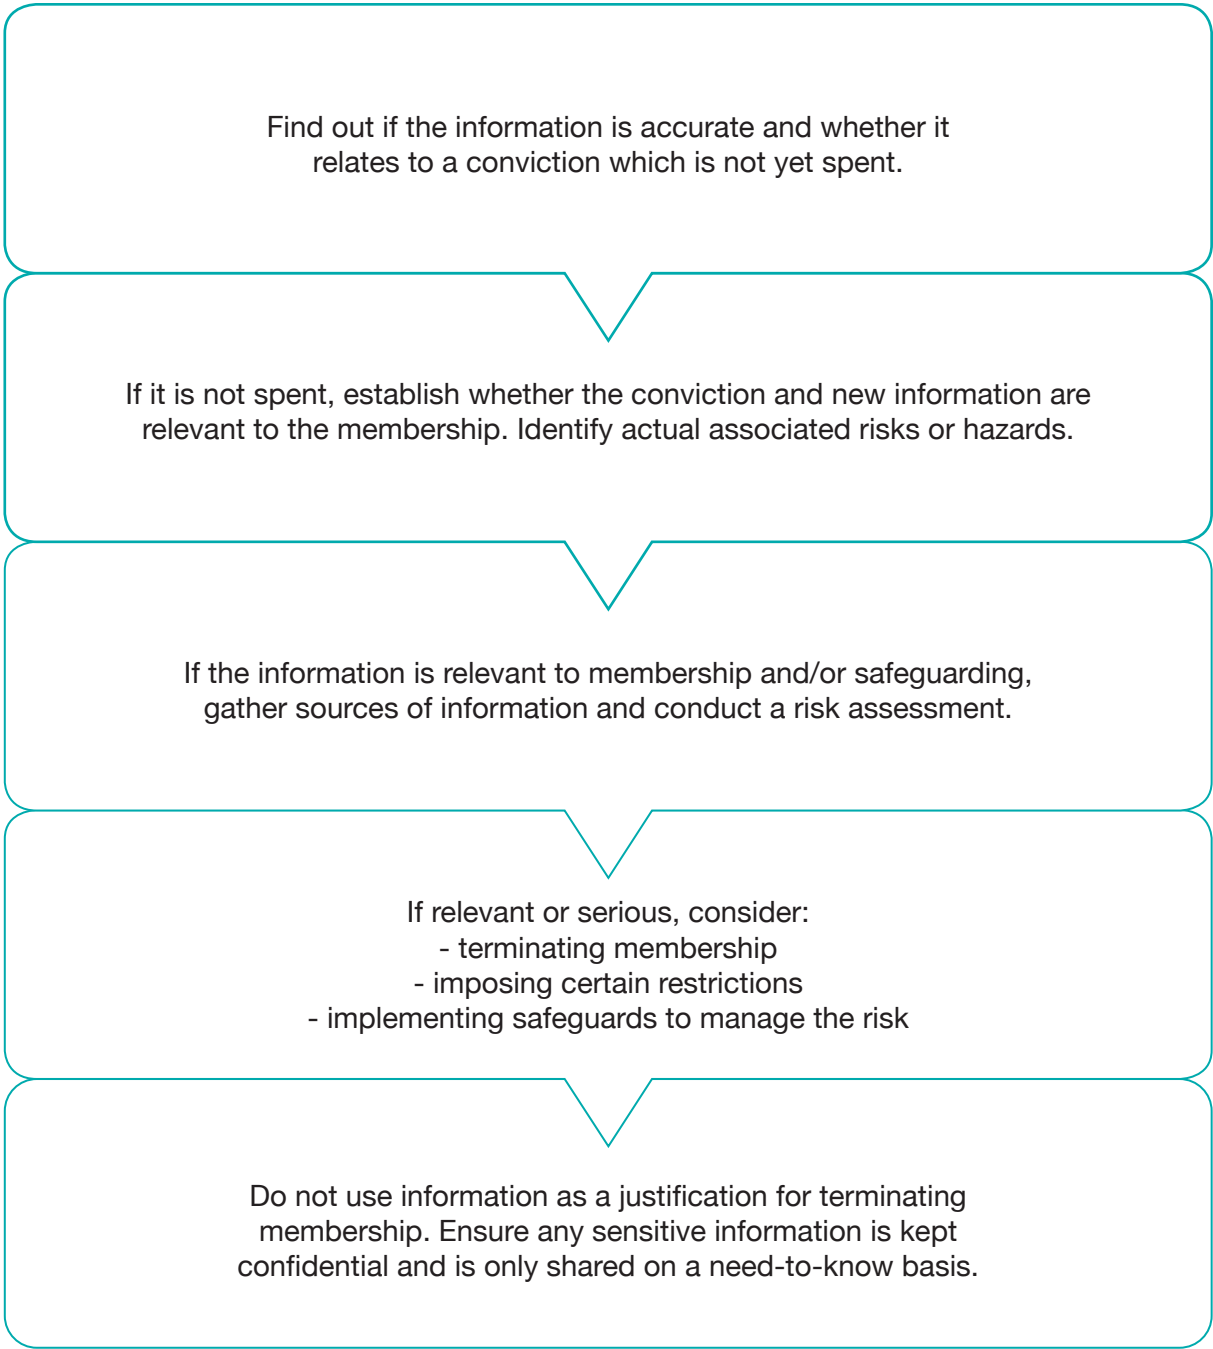 Find out if the information is accurate and whether it
relates to a conviction which is not yet spent.
If it is not spent, establish whether the conviction and new information are
relevant to the membership. Identify actual associated risks or hazards.
If the information is relevant to membership and/or safeguarding,
gather sources of information and conduct a risk assessment.
If relevant or serious, consider:
- terminating membership
- imposing certain restrictions
- implementing safeguards to manage the risk
Do not use information as a justification for terminating
membership. Ensure any sensitive information is kept
confidential and is only shared on a need-to-know basis.